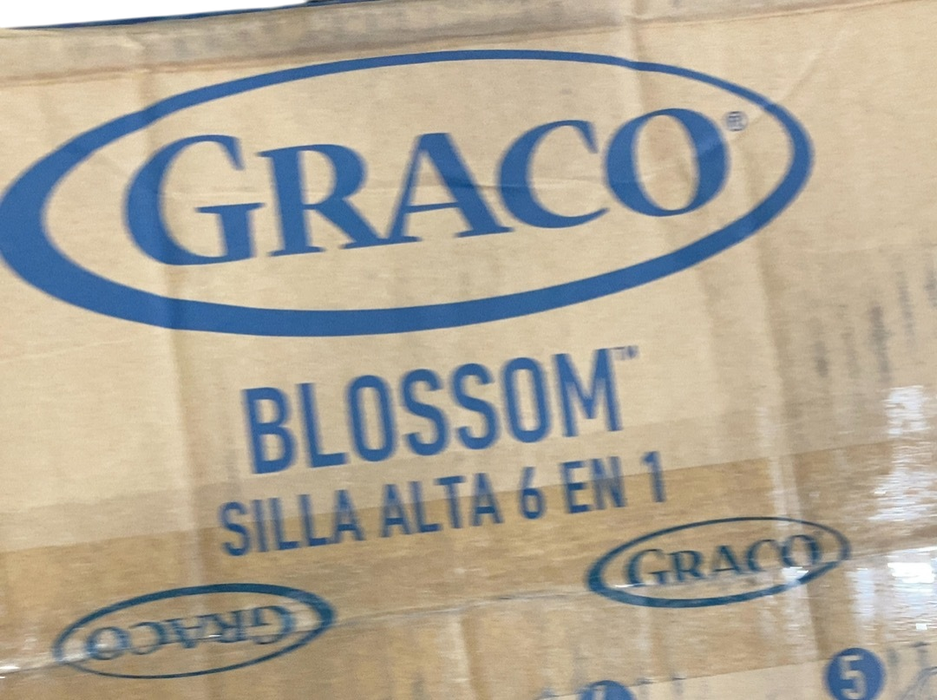 GRACO®
BLOSSOM™
SILLA ALTA 6 EN 1
GRACO
GRACO
5